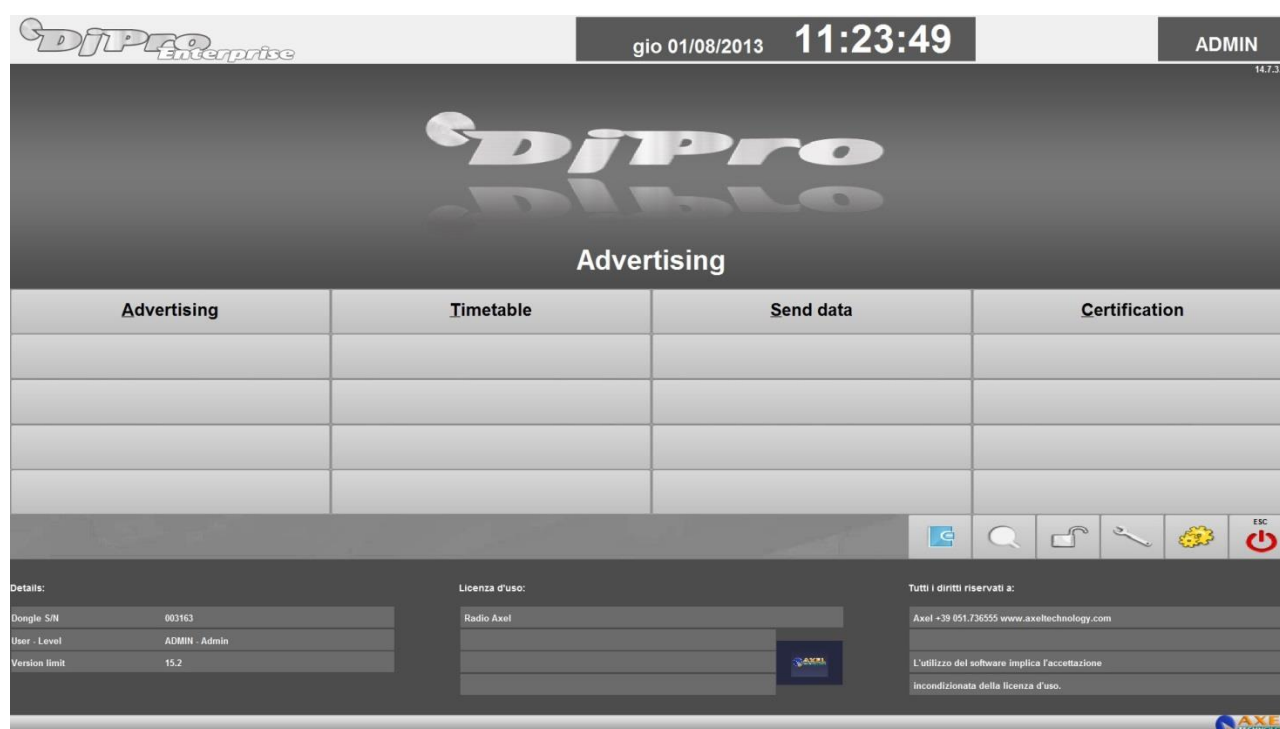 DjPro Enterprise
gio 01/08/2013 11:23:49
ADMIN
14.7.3
DjPro
Advertising
Advertising Timetable Send data Certification
ESC
Details:
Dongle S/N 003163
User - Level ADMIN - Admin
Version limit 15.2
Licenza d'uso:
Radio Axel
AXEL
Tutti i diritti riservati a:
Axel +39 051.736555 www.axeltechnology.com
L'utilizzo del software implica l'accettazione
incondizionata della licenza d'uso.
AXE